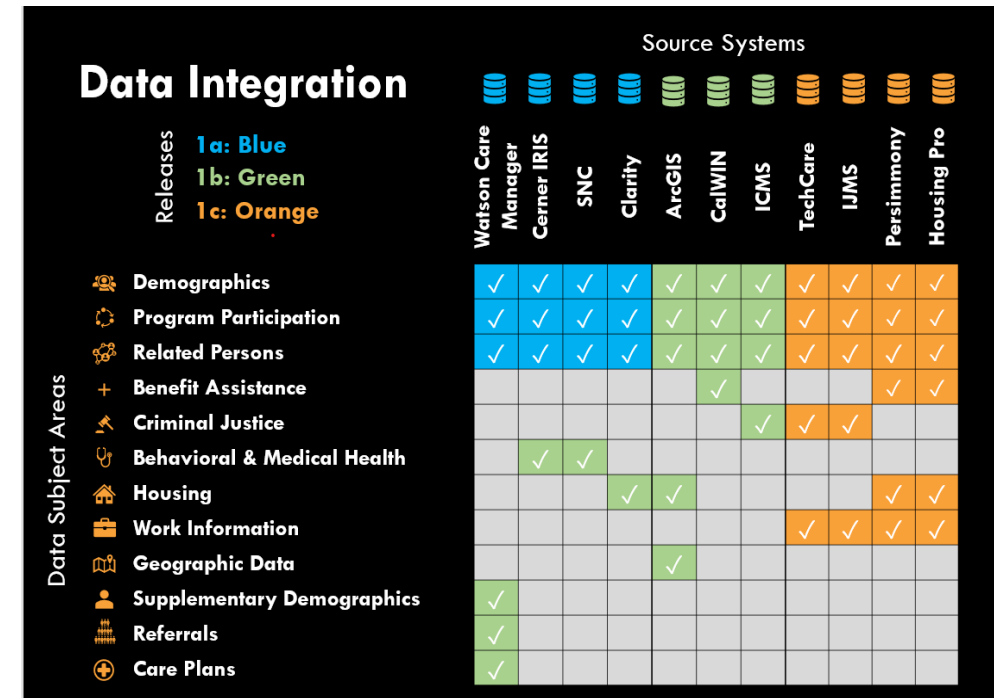 Source Systems
Data Integration
Releases
1a: Blue
1b: Green
1c: Orange
Watson Care
Manager
Cerner IRIS
SNC
Clarity
ArcGIS
CalWIN
ICMS
TechCare
IJMS
Persimmony
Housing Pro
Data Subject Areas
Demographics
Program Participation
Related Persons
Benefit Assistance
Criminal Justice
Behavioral & Medical Health
Housing
Work Information
Geographic Data
Supplementary Demographics
Referrals
Care Plans